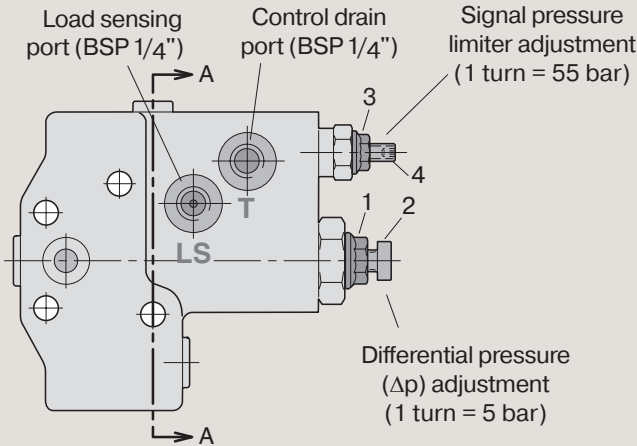 Load sensing
port (BSP 1/4")
Control drain
port (BSP 1/4")
Signal pressure
limiter adjustment
(1 turn = 55 bar)
A
3
4
T
LS
1
2
Differential pressure
(Δp) adjustment
(1 turn = 5 bar)
A